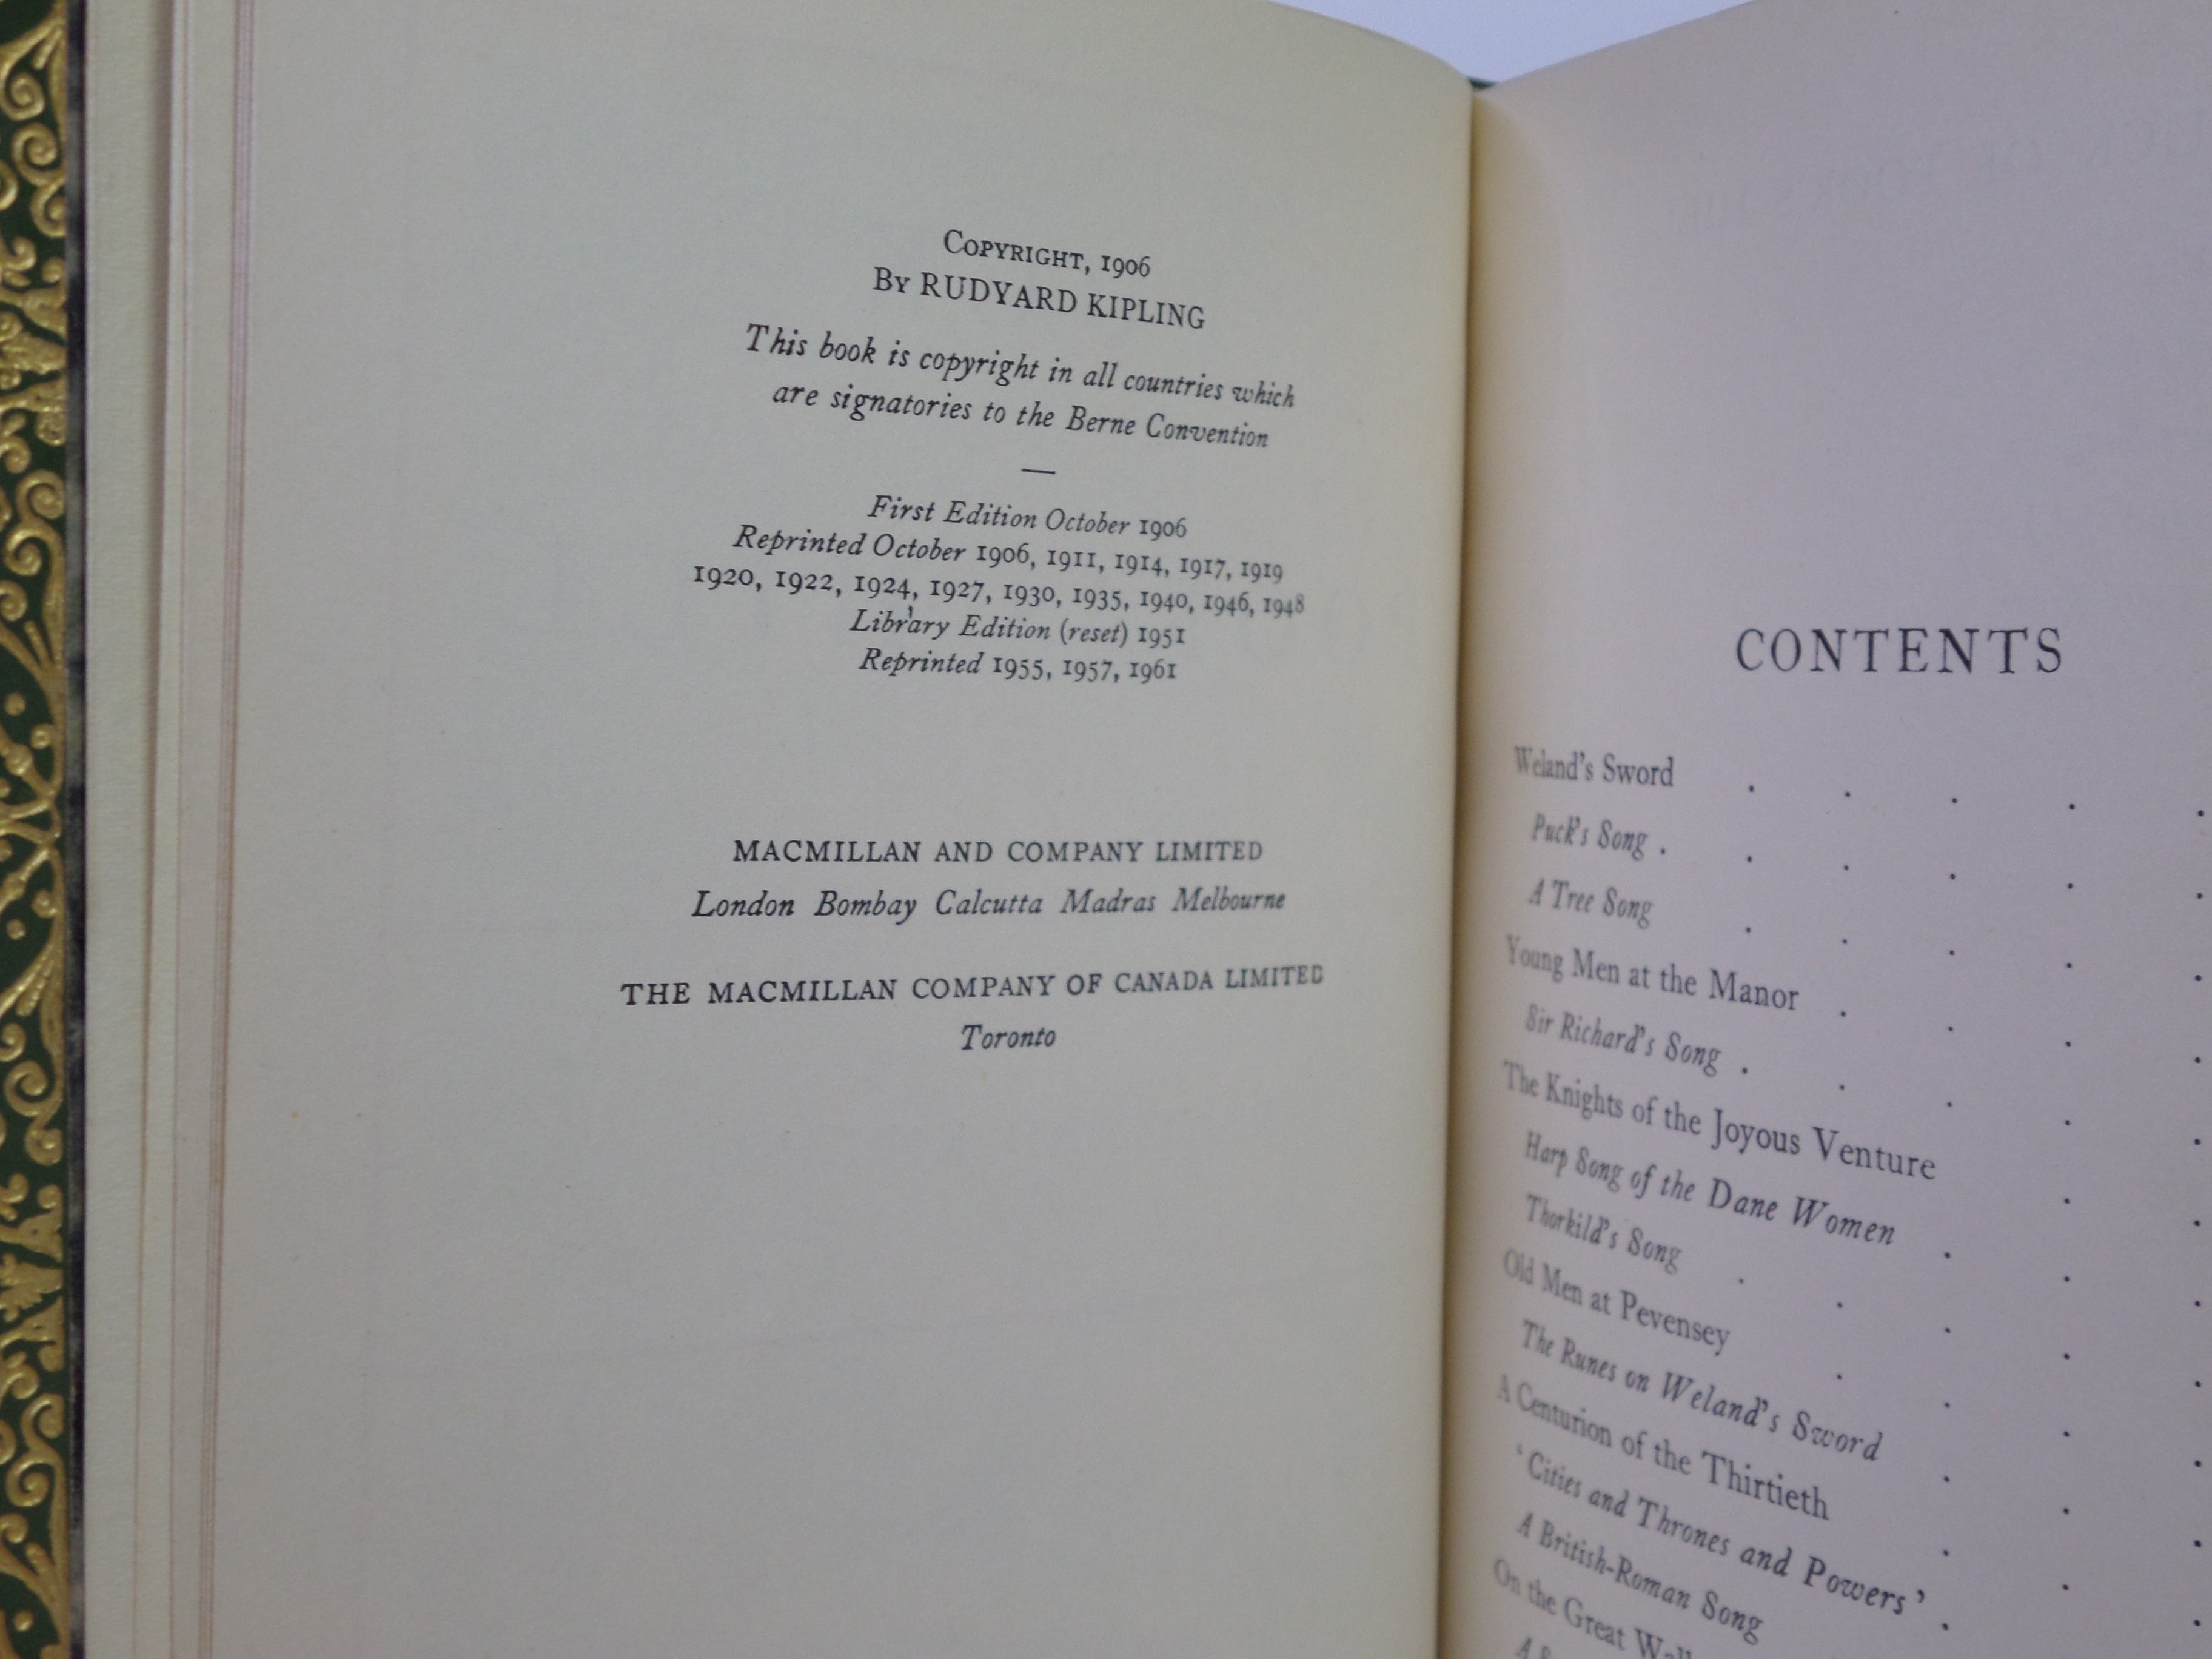 COPYRIGHT, 1906
BY RUDYARD KIPLING
This book is copyright in all countries which
are signatories to the Berne Convention
—
First Edition October 1906
Reprinted October 1906, 1911, 1914, 1917, 1919
1920, 1922, 1924, 1927, 1930, 1935, 1940, 1946, 1948
Library Edition (reset) 1951
Reprinted 1955, 1957, 1961
MACMILLAN AND COMPANY LIMITED
London Bombay Calcutta Madras Melbourne
THE MACMILLAN COMPANY OF CANADA LIMITED
Toronto
CONTENTS
Weland's Sword . . . . .
Puck's Song . . . . . .
A Tree Song . . . . .
Young Men at the Manor . . . .
Sir Richard's Song . . . . .
The Knights of the Joyous Venture . .
Harp Song of the Dane Women . . .
Thorkild's Song . . . . .
Old Men at Pevensey . . . .
The Runes on Weland's Sword . . .
A Centurion of the Thirtieth . . .
'Cities and Thrones and Powers' . . .
A British-Roman Song
On the Great Wall
A